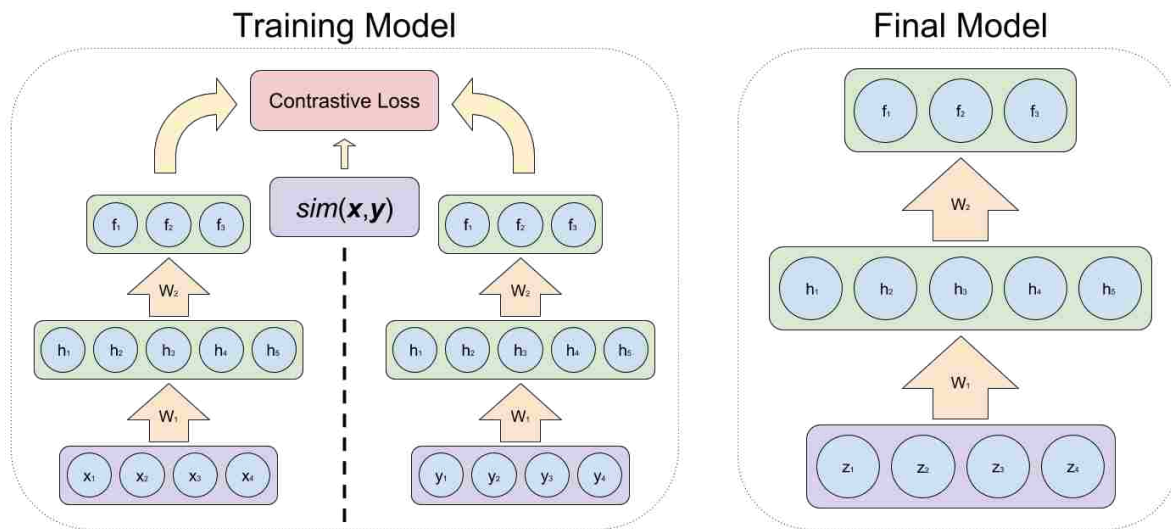 Training Model
Final Model
Contrastive Loss
sim(x,y)
f₁ f₂ f₃
f₁ f₂ f₃
W₂
W₂
h₁ h₂ h₃ h₄ h₅
h₁ h₂ h₃ h₄ h₅
W₁
W₁
x₁ x₂ x₃ x₄
y₁ y₂ y₃ y₄
f₁ f₂ f₃
W₂
h₁ h₂ h₃ h₄ h₅
W₁
z₁ z₂ z₃ z₄